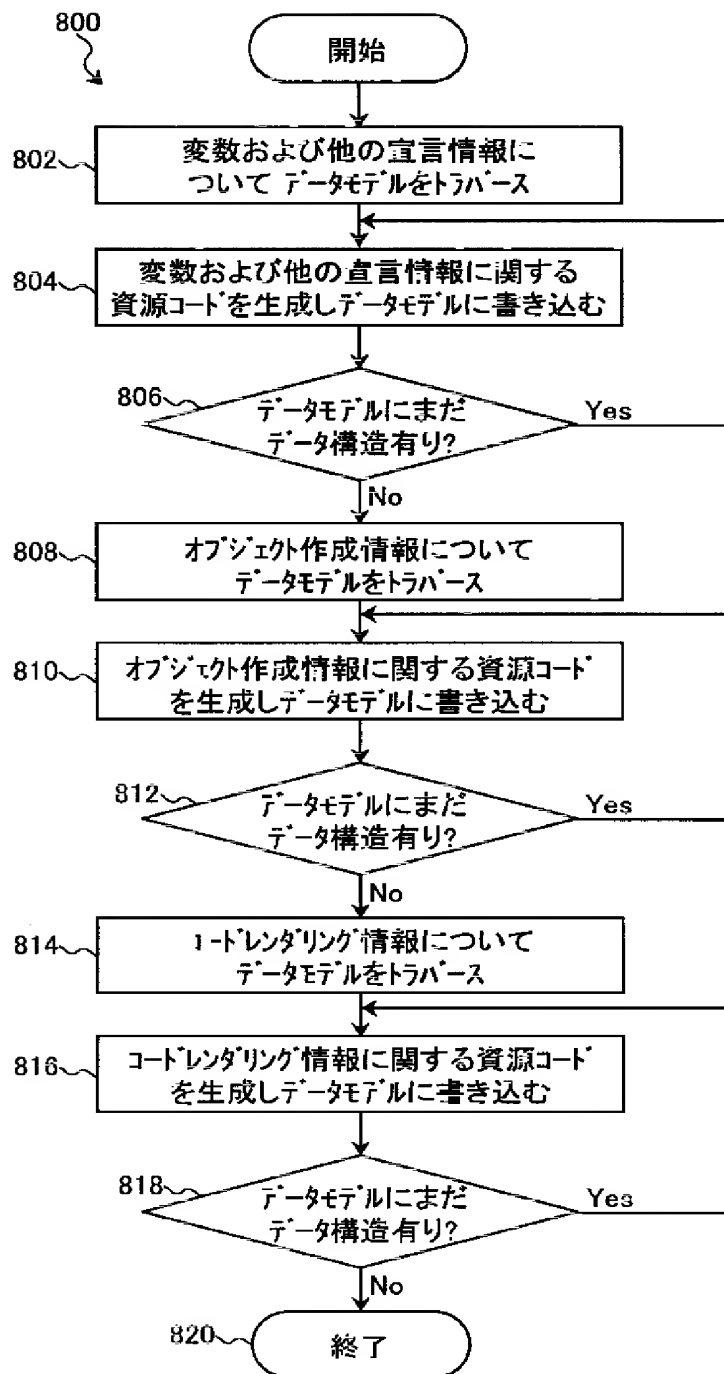 800
開始
802
変数および他の宣言情報に
ついて データモデルをトラバース
804
変数および他の宣言情報に関する
資源コードを生成しデータモデルに書き込む
806
データモデルにまだ
データ構造有り?
Yes
No
808
オブジェクト作成情報について
データモデルをトラバース
810
オブジェクト作成情報に関する資源コード
を生成しデータモデルに書き込む
812
データモデルにまだ
データ構造有り?
Yes
No
814
コードレンダリング情報について
データモデルをトラバース
816
コードレンダリング情報に関する資源コード
を生成しデータモデルに書き込む
818
データモデルにまだ
データ構造有り?
Yes
No
820
終了